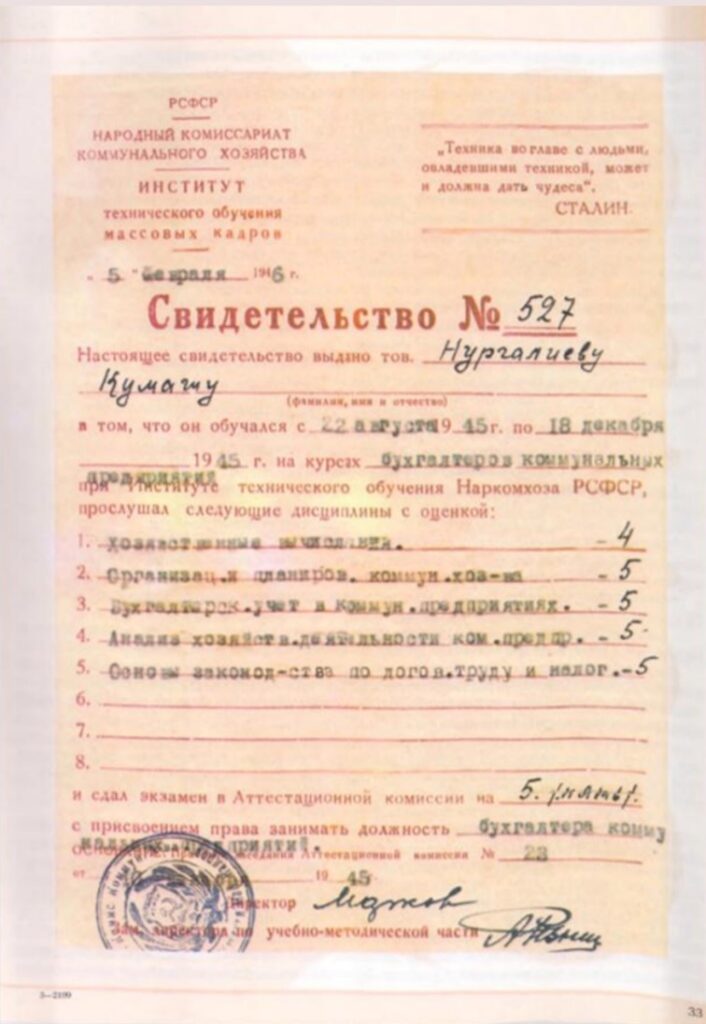 РСФСР
НАРОДНЫЙ КОМИССАРИАТ
КОММУНАЛЬНОГО ХОЗЯЙСТВА
ИНСТИТУТ
технического обучения
массовых кадров
„Техника во главе с людьми,
овладевшими техникой, может
и должна дать чудеса“.
СТАЛИН.
„ 5 " февраля 1946 г.
Свидетельство № 527
Настоящее свидетельство выдано тов. Нургалиеву
Кумашу
(фамилия, имя и отчество)
в том, что он обучался с 22 августа 1945 г. по 18 декабря
1945 г. на курсах бухгалтеров коммунальных
предприятий
при Институте технического обучения Наркомхоза РСФСР,
прослушал следующие дисциплины с оценкой:
1. Хозяйственные вычисления. - 4
2. Организац.и планиров. коммун.хоз-ва - 5
3. Бухгалтерск.учет в коммун.предприятиях. - 5
4. Анализ хозяйств.деятельности ком.предпр. - 5
5. Основы законод-ства по догов.труду и налог.-5
6.
7.
8.
и сдал экзамен в Аттестационной комиссии на 5. /пять/.
с присвоением права занимать должность бухгалтера комму
нальных предприятий.
заседания Аттестационной комиссии № 23
от 1945 г.
Директор
Зам. директора по учебно-методической части
3—2199
33